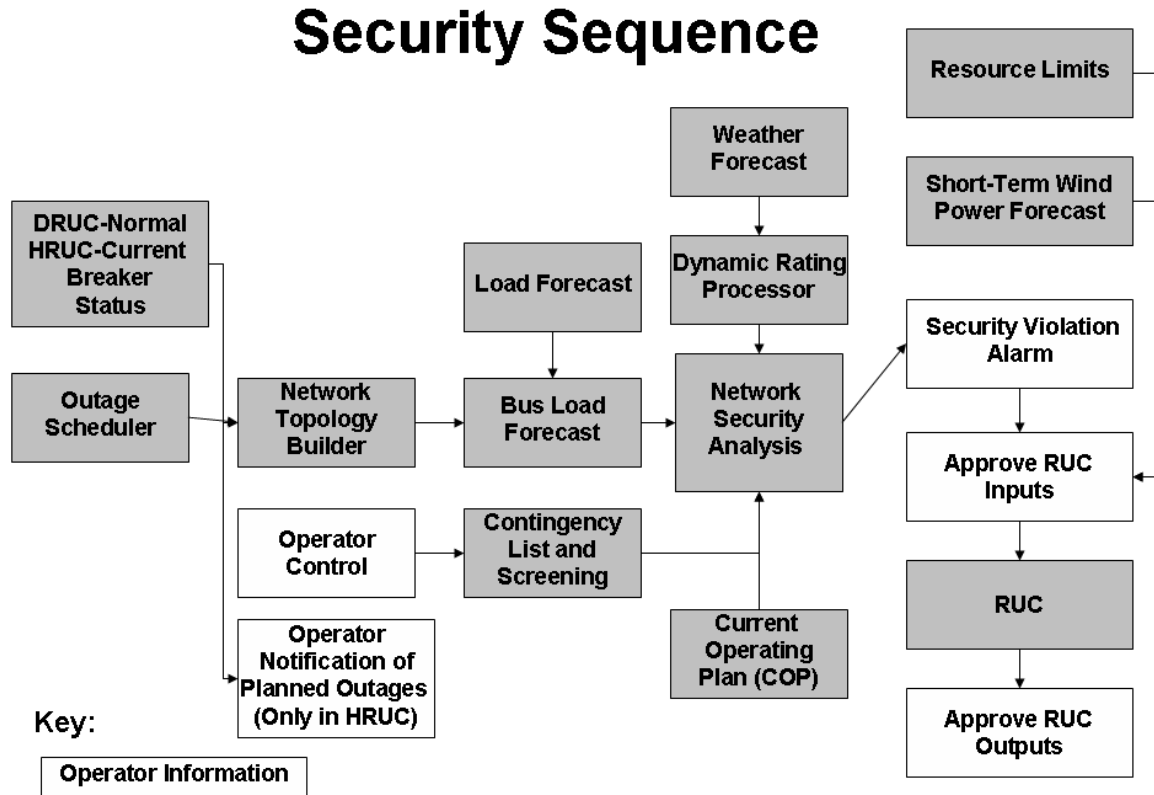 Security Sequence
Resource Limits
Weather
Forecast
Short-Term Wind
Power Forecast
DRUC-Normal
HRUC-Current
Breaker
Status
Load Forecast
Dynamic Rating
Processor
Security Violation
Alarm
Outage
Scheduler
Network
Topology
Builder
Bus Load
Forecast
Network
Security
Analysis
Approve RUC
Inputs
Operator
Control
Contingency
List and
Screening
RUC
Operator
Notification of
Planned Outages
(Only in HRUC)
Current
Operating
Plan (COP)
Approve RUC
Outputs
Key:
Operator Information